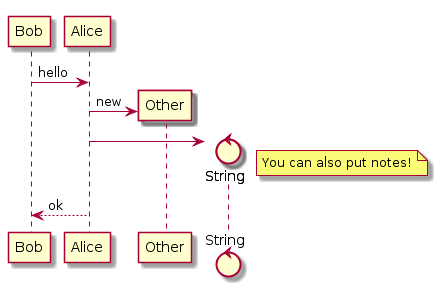 Bob Alice
hello
new
Other
String
You can also put notes!
ok
String
Bob Alice Other